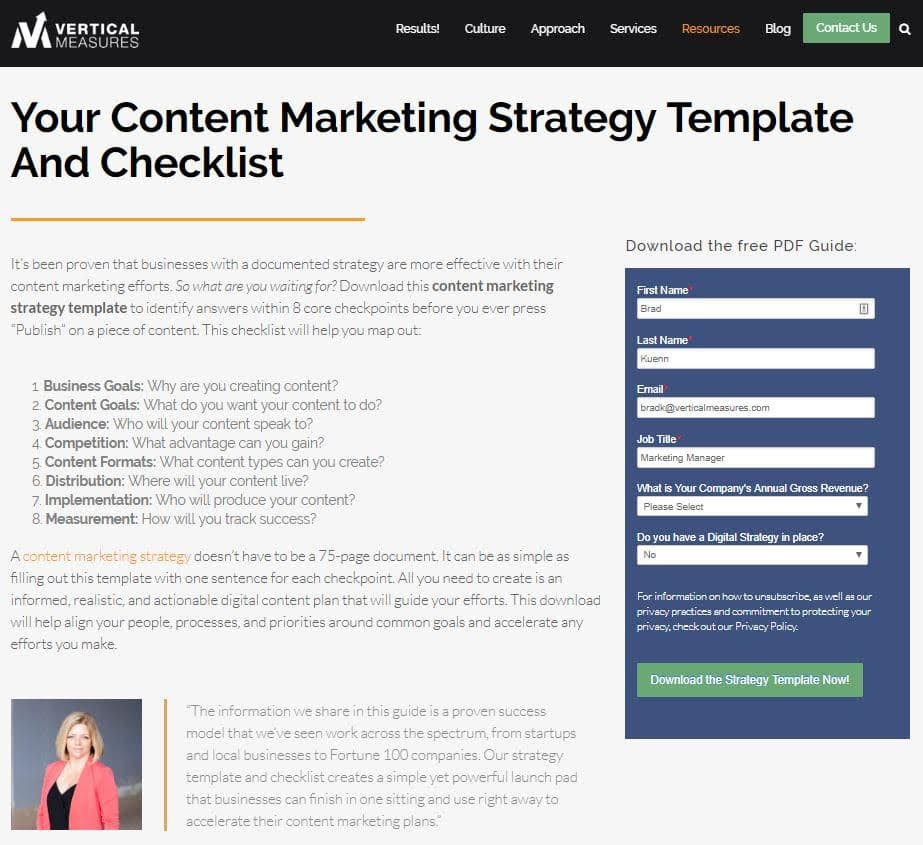 VERTICAL
MEASURES
Results!
Culture
Approach
Services
Resources
Blog
Contact Us
Your Content Marketing Strategy Template
And Checklist
It's been proven that businesses with a documented strategy are more effective with their
content marketing efforts. So what are you waiting for? Download this content marketing
strategy template to identify answers within 8 core checkpoints before you ever press
"Publish" on a piece of content. This checklist will help you map out:
1. Business Goals: Why are you creating content?
2. Content Goals: What do you want your content to do?
3. Audience: Who will your content speak to?
4. Competition: What advantage can you gain?
5. Content Formats: What content types can you create?
6. Distribution: Where will your content live?
7. Implementation: Who will produce your content?
8. Measurement: How will you track success?
A content marketing strategy doesn't have to be a 75-page document. It can be as simple as
filling out this template with one sentence for each checkpoint. All you need to create is an
informed, realistic, and actionable digital content plan that will guide your efforts. This download
will help align your people, processes, and priorities around common goals and accelerate any
efforts you make.
"The information we share in this guide is a proven success
model that we've seen work across the spectrum, from startups
and local businesses to Fortune 100 companies. Our strategy
template and checklist creates a simple yet powerful launch pad
that businesses can finish in one sitting and use right away to
accelerate their content marketing plans."
Download the free PDF Guide:
First Name*
Brad
Last Name*
Kuenn
Email*
bradk@verticalmeasures.com
Job Title*
Marketing Manager
What is Your Company's Annual Gross Revenue?
Please Select
Do you have a Digital Strategy in place?
No
For information on how to unsubscribe, as well as our
privacy practices and commitment to protecting your
privacy, check out our Privacy Policy.
Download the Strategy Template Now!